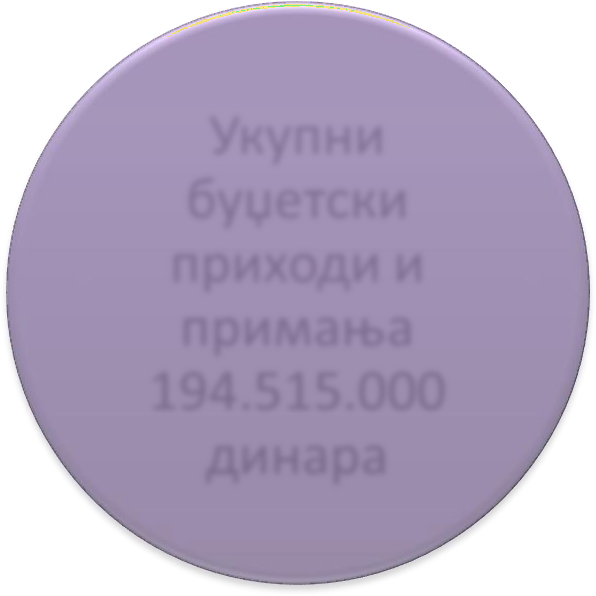 Укупни
буџетски
приходи и
примања
194.515.000
динара